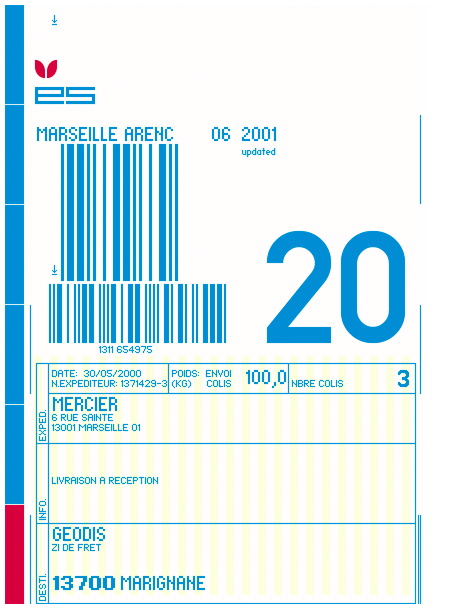 es
MARSEILLE ARENC 06 2001
updated
20
1311 654975
DATE: 30/05/2000 POIDS: ENVOI 100,0
N.EXPEDITEUR: 1371429-3 (KG) COLIS NBRE COLIS 3
EXPED.
MERCIER
6 RUE SAINTE
13001 MARSEILLE 01
INFO.
LIVRAISON A RECEPTION
DESTI.
GEODIS
ZI DE FRET
13700 MARIGNANE